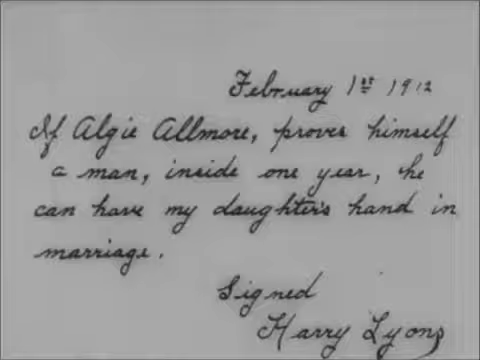 February 1st 1912
If Algie Allmore, proves himself
a man, inside one year, he
can have my daughter's hand in
marriage.
Signed
Harry Lyons